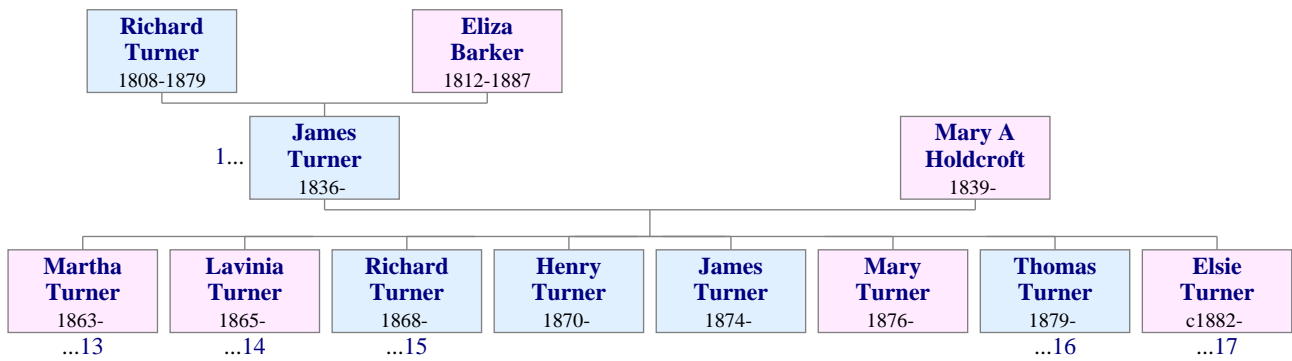 Richard
Turner
1808-1879
Eliza
Barker
1812-1887
1...
James
Turner
1836-
Mary A
Holdcroft
1839-
Martha
Turner
1863-
...13
Lavinia
Turner
1865-
...14
Richard
Turner
1868-
...15
Henry
Turner
1870-
James
Turner
1874-
Mary
Turner
1876-
Thomas
Turner
1879-
...16
Elsie
Turner
c1882-
...17